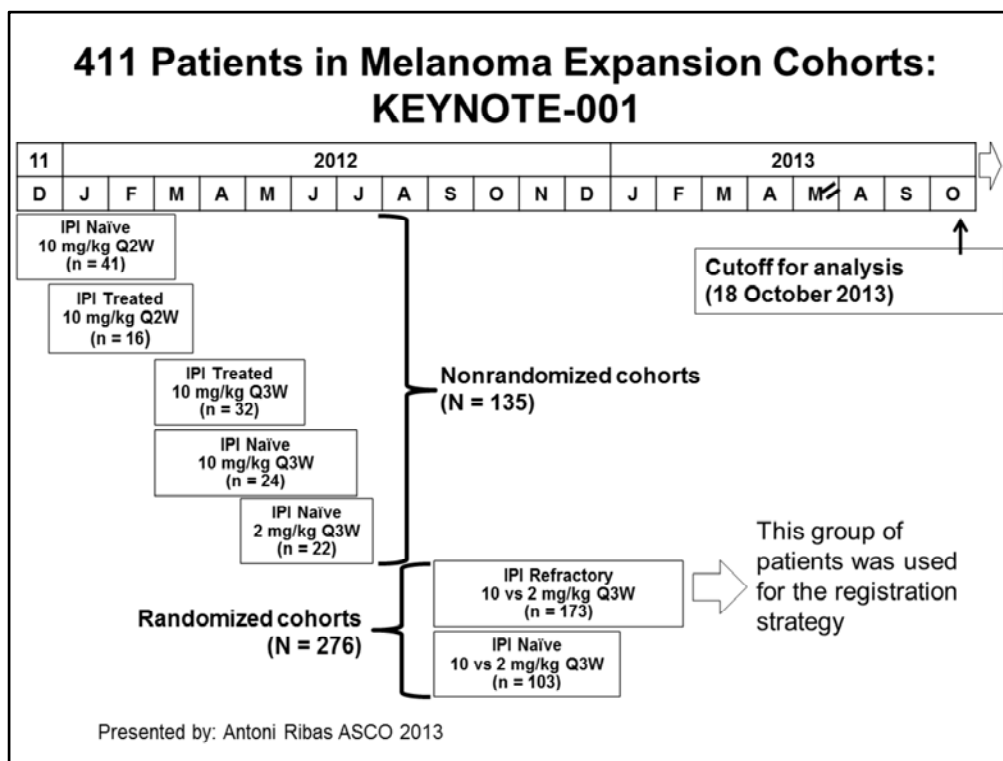 411 Patients in Melanoma Expansion Cohorts:
KEYNOTE-001
11 2012 2013
D J F M A M J J A S O N D J F M A M A S O
IPI Naïve
10 mg/kg Q2W
(n = 41)
IPI Treated
10 mg/kg Q2W
(n = 16)
IPI Treated
10 mg/kg Q3W
(n = 32)
IPI Naïve
10 mg/kg Q3W
(n = 24)
IPI Naïve
2 mg/kg Q3W
(n = 22)
Nonrandomized cohorts
(N = 135)
Cutoff for analysis
(18 October 2013)
Randomized cohorts
(N = 276)
IPI Refractory
10 vs 2 mg/kg Q3W
(n = 173)
IPI Naïve
10 vs 2 mg/kg Q3W
(n = 103)
This group of
patients was used
for the registration
strategy
Presented by: Antoni Ribas ASCO 2013